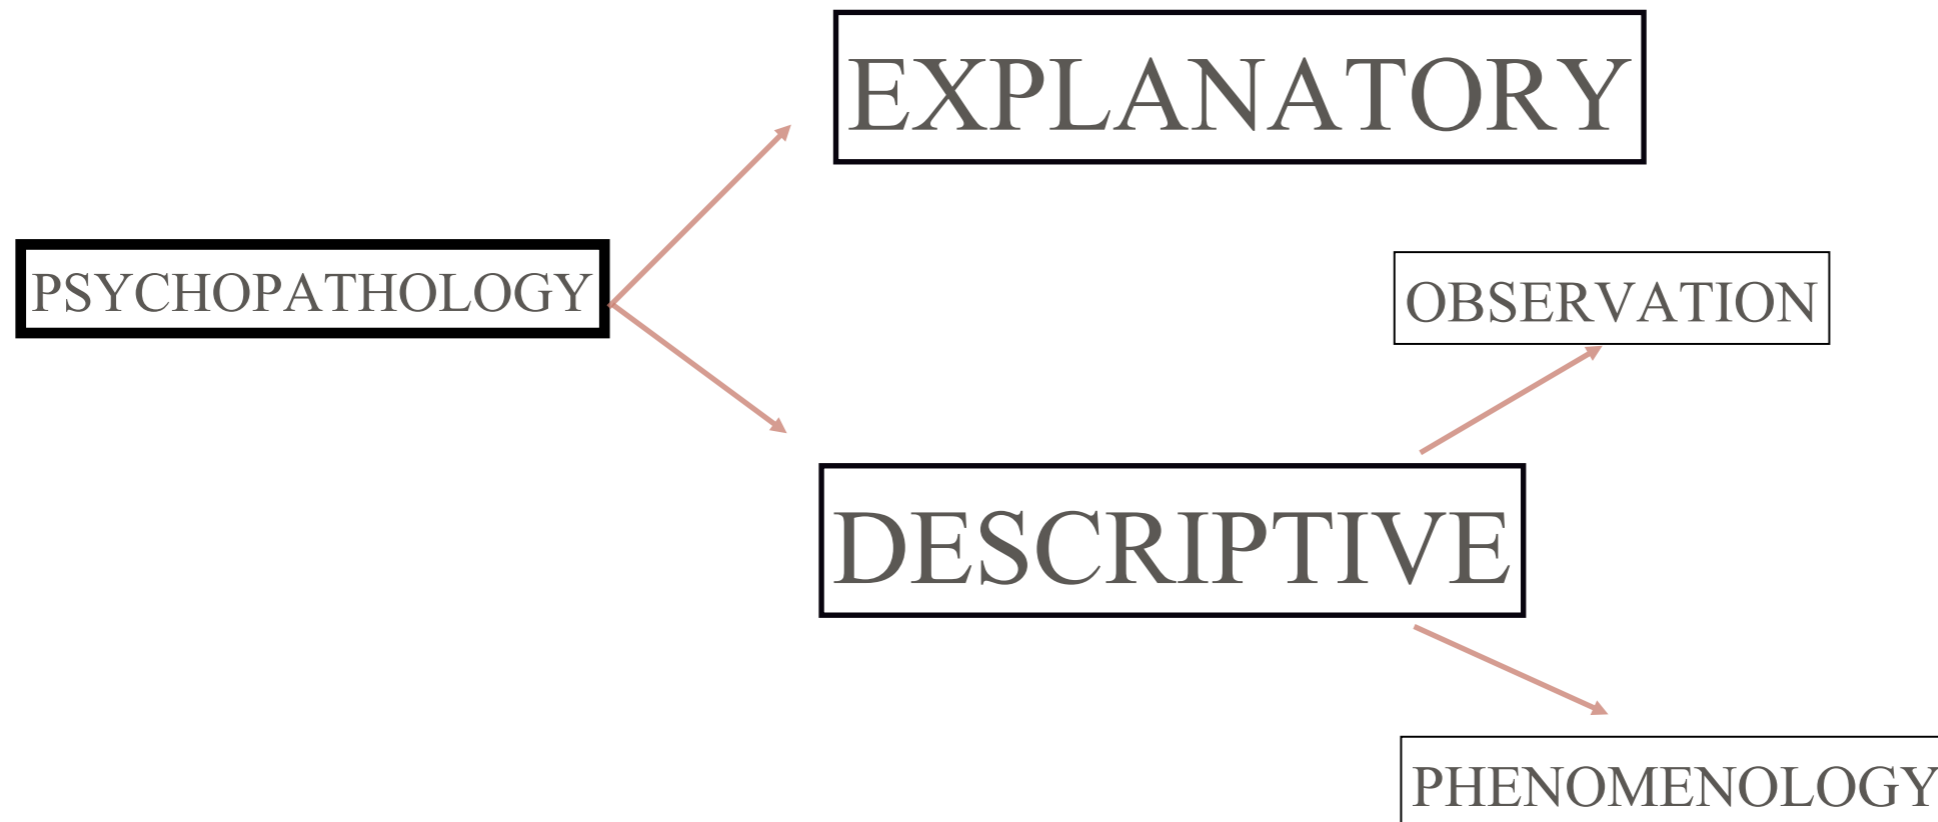 EXPLANATORY
PSYCHOPATHOLOGY
OBSERVATION
DESCRIPTIVE
PHENOMENOLOGY